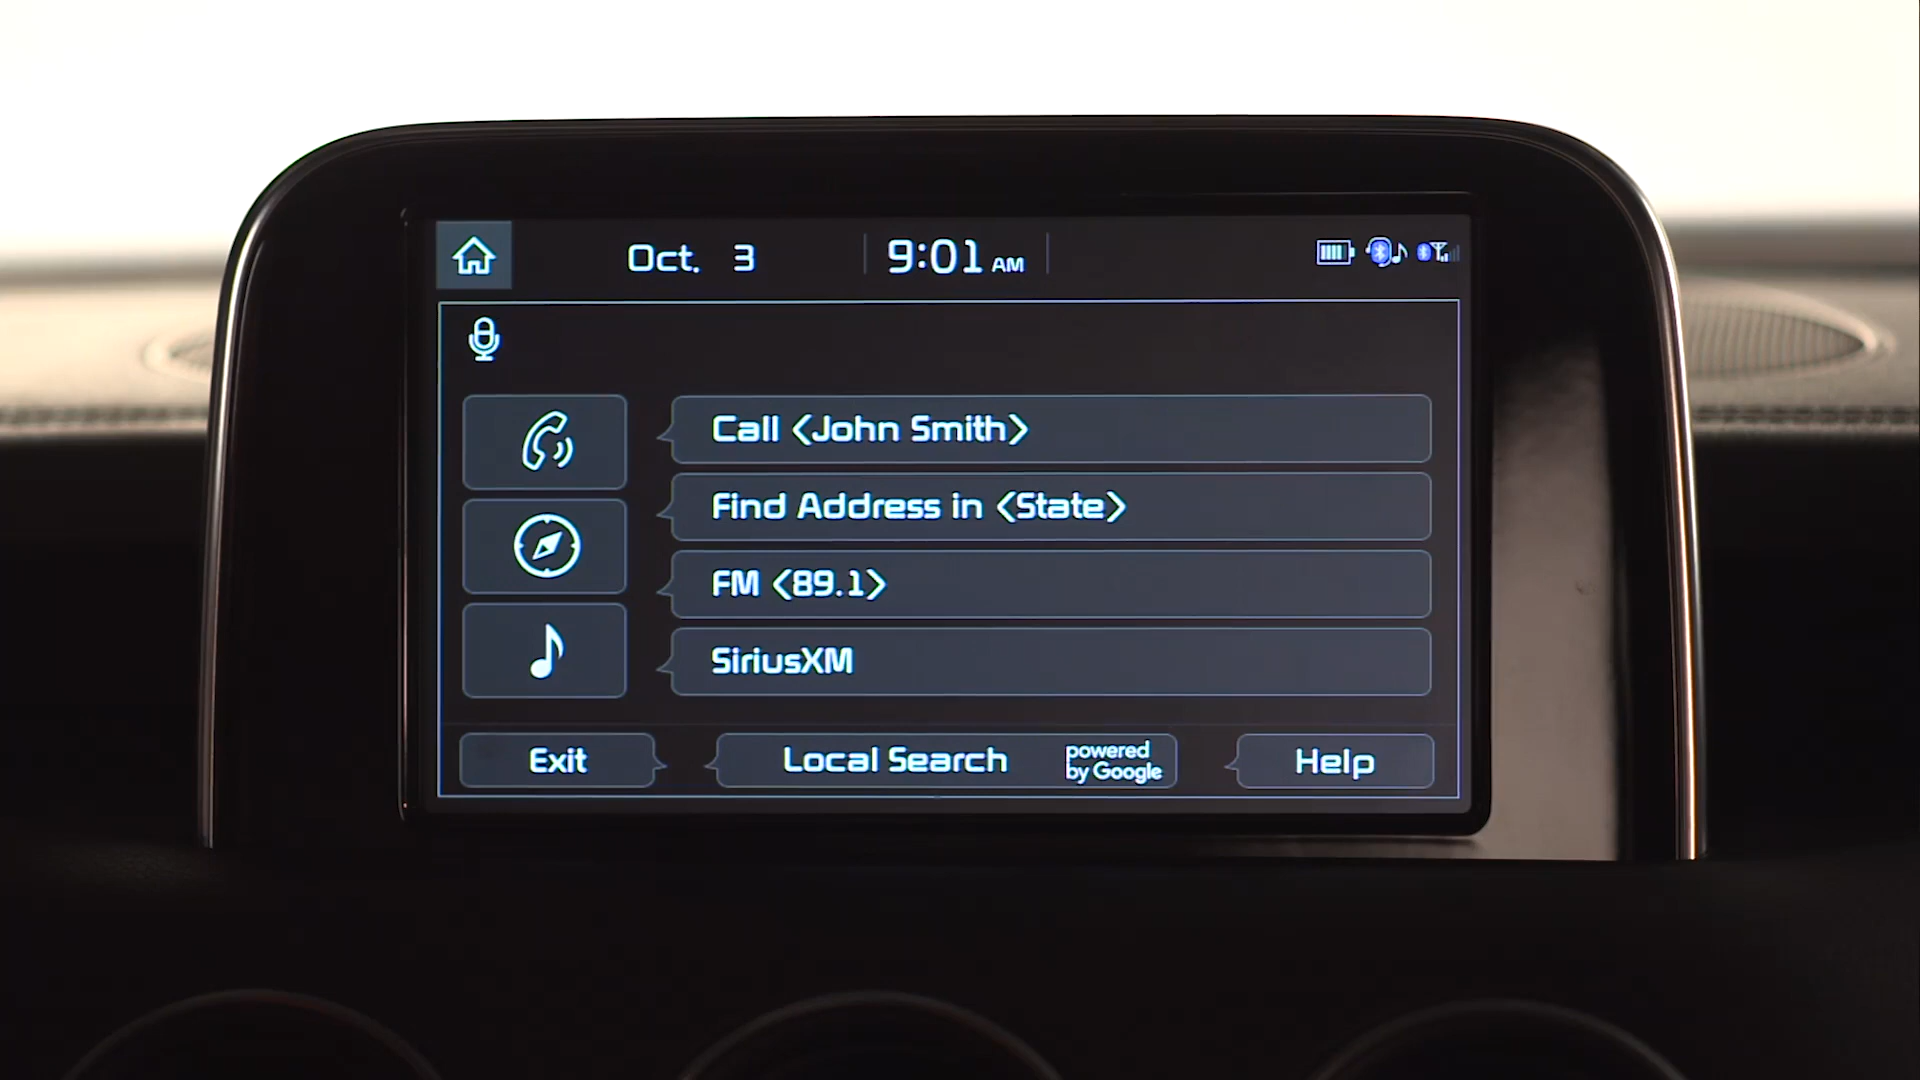 Oct. 3 9:01 AM
Call <John Smith>
Find Address in <State>
FM <89.1>
SiriusXM
Exit Local Search powered by Google Help